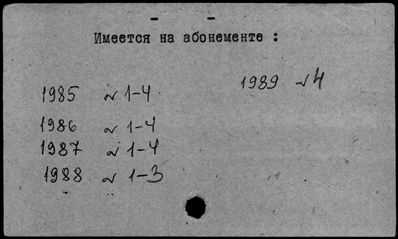 Имеется на абонементе :
1985 № 1-4
1986 № 1-4
1987 № 1-4
1988 № 1-3
1989 № 4